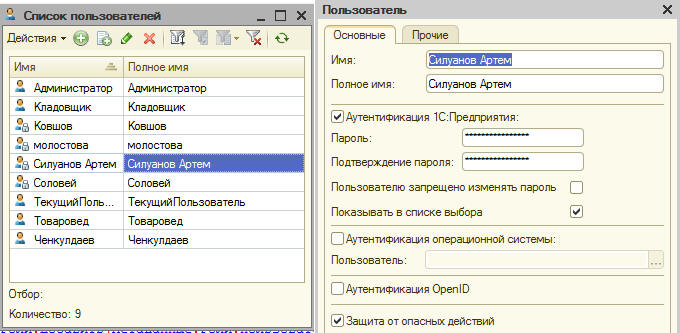 Список пользователей
Действия
Имя Полное имя
Администратор Администратор
Кладовщик Кладовщик
Ковшов Ковшов
молостова молостова
Силуанов Артем Силуанов Артем
Соловей Соловей
ТекущийПоль... ТекущийПользователь
Товаровед Товаровед
Ченкулдаев Ченкулдаев
Отбор:
Количество: 9
Пользователь
Основные Прочие
Имя: Силуанов Артем
Полное имя: Силуанов Артем
Аутентификация 1С:Предприятия:
Пароль: ****************
Подтверждение пароля: ****************
Пользователю запрещено изменять пароль
Показывать в списке выбора
Аутентификация операционной системы:
Пользователь: ...
Аутентификация OpenID
Защита от опасных действий